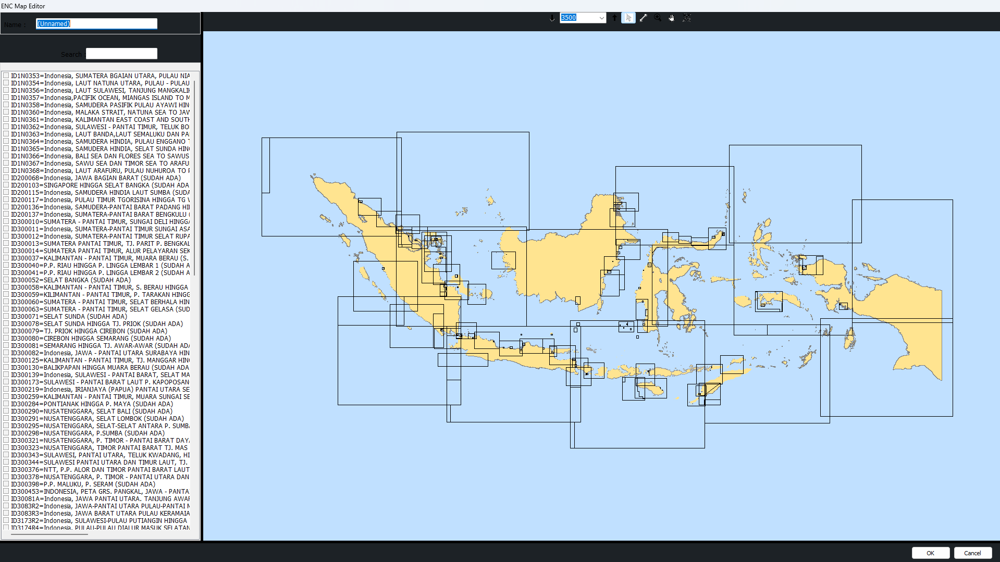 ENC Map Editor
Name :
(Unnamed)
3500
Search :
ID1N0353=Indonesia, SUMATERA BGAIAN UTARA, PULAU NIA
ID1N0354=Indonesia, LAUT NATUNA UTARA, PULAU - PULAU
ID1N0356=Indonesia, LAUT SULAWESI, TANJUNG MANGKALIH
ID1N0357=Indonesia,PACIFIK OCEAN, MIANGAS ISLAND TO M
ID1N0358=Indonesia, SAMUDERA PASIFIK PULAU AYAWI HIN
ID1N0360=Indonesia, MALAKA STRAIT, NATUNA SEA TO JAV
ID1N0361=Indonesia, KALIMANTAN EAST COAST AND SOUTH
ID1N0362=Indonesia, SULAWESI - PANTAI TIMUR, TELUK BO
ID1N0363=Indonesia, LAUT BANDA,LAUT SEMALUKU DAN PA
ID1N0364=Indonesia, SAMUDERA HINDIA, PULAU ENGGANO T
ID1N0365=Indonesia, SAMUDERA HINDIA, SELAT SUNDA HIN
ID1N0366=Indonesia, BALI SEA DAN FLORES SEA TO SAWUS
ID1N0367=Indonesia, SAWU SEA DAN TIMOR SEA TO ARAFU
ID1N0368=Indonesia, LAUT ARAFURU, PULAU NUHUROA TO P
ID200068=Indonesia, JAWA BAGIAN BARAT (SUDAH ADA)
ID200103=SINGAPORE HINGGA SELAT BANGKA (SUDAH ADA
ID200115=Indonesia, SAMUDERA HINDIA LAUT SUMBA (SUDA
ID200117=Indonesia, PULAU TIMUR TGORISINA HINGGA TG W
ID200136=Indonesia, SAMUDERA-PANTAI BARAT PADANG HI
ID200137=Indonesia, SUMATERA-PANTAI BARAT BENGKULU (
ID300010=SUMATERA - PANTAI TIMUR, SUNGAI DELI HINGGA
ID300011=Indonesia, SUMATERA-PANTAI TIMUR SUNGAI ASA
ID300012=Indonesia, SUMATERA-PANTAI TIMUR SELAT RUPA
ID300013=SUMATERA PANTAI TIMUR, TJ. PARIT P. BENGKAL
ID300014=SUMATERA PANTAI TIMUR, ALUR PELAYARAN SEK
ID300037=KALIMANTAN - PANTAI TIMUR, MUARA BERAU (S.
ID300040=P.P. RIAU HINGGA P. LINGGA LEMBAR 1 (SUDAH A
ID300041=P.P. RIAU HINGGA P. LINGGA LEMBAR 2 (SUDAH A
ID300052=SELAT BANGKA (SUDAH ADA)
ID300058=KALIMANTAN - PANTAI TIMUR, S. BERAU HINGGA
ID300059=KILIMANTAN - PANTAI TIMUR, P. TARAKAN HINGG
ID300060=SUMATERA - PANTAI TIMUR, SELAT BERHALA HIN
ID300063=SUMATERA - PANTAI TIMUR, SELAT GELASA (SUD
ID300071=SELAT SUNDA (SUDAH ADA)
ID300078=SELAT SUNDA HINGGA TJ. PRIOK (SUDAH ADA)
ID300079=TJ. PRIOK HINGGA CIREBON (SUDAH ADA)
ID300080=CIREBON HINGGA SEMARANG (SUDAH ADA)
ID300081=SEMARANG HINGGA TJ. AWAR-AWAR (SUDAH ADA
ID300082=Indonesia, JAWA - PANTAI UTARA SURABAYA HIN
ID300125=KALIMANTAN - PANTAI TIMUR, TJ. MANGGAR HIN
ID300130=BALIKPAPAN HINGGA MUARA BERAU (SUDAH ADA
ID300139=Indonesia, SULAWESI - PANTAI BARAT, SELAT MA
ID300173=SULAWESI - PANTAI BARAT LAUT P. KAPOPOSAN
ID300219=Indonesia, IRIANJAYA (PAPUA) PANTAI UTARA SE
ID300259=KALIMANTAN - PANTAI TIMUR, MUARA SUNGAI SE
ID300284=PONTIANAK HINGGA P. MAYA (SUDAH ADA)
ID300290=NUSATENGGARA, SELAT BALI (SUDAH ADA)
ID300291=NUSATENGGARA, SELAT LOMBOK (SUDAH ADA)
ID300295=NUSATENGGARA, SELAT-SELAT ANTARA P. SUMB
ID300298=NUSATENGGARA, P.SUMBA (SUDAH ADA)
ID300321=NUSATENGGARA, P. TIMOR - PANTAI BARAT DAY
ID300323=NUSATENGGARA, TIMOR PANTAI BARAT TJ. MAS
ID300343=SULAWESI, PANTAI UTARA, TELUK KWADANG, HI
ID300344=SULAWESI PANTAI UTARA DAN TIMUR LAUT, TJ.
ID300376=NTT, P.P. ALOR DAN TIMOR PANTAI BARAT LAUT
ID300378=NUSATENGGARA, P. TIMOR - PANTAI UTARA DAN
ID300398=P.P. MALUKU, P. SERAM (SUDAH ADA)
ID300453=INDONESIA, PETA GRS. PANGKAL, JAWA - PANTA
ID30081A=Indonesia, JAWA PANTAI UTARA. TANJUNG AWAR
ID3083R2=Indonesia, JAWA-PANTAI UTARA PULAU-PANTAI M
ID3083R3=Indonesia, JAWA BARAT UTARA PULAU KERAMAIA
ID3173R2=Indonesia, SULAWESI-PULAU PUTIANGIN HINGGA
ID3174R4=Indonesia, PULAU-PULAU DIALUR MASUK SELATAN
OK
Cancel